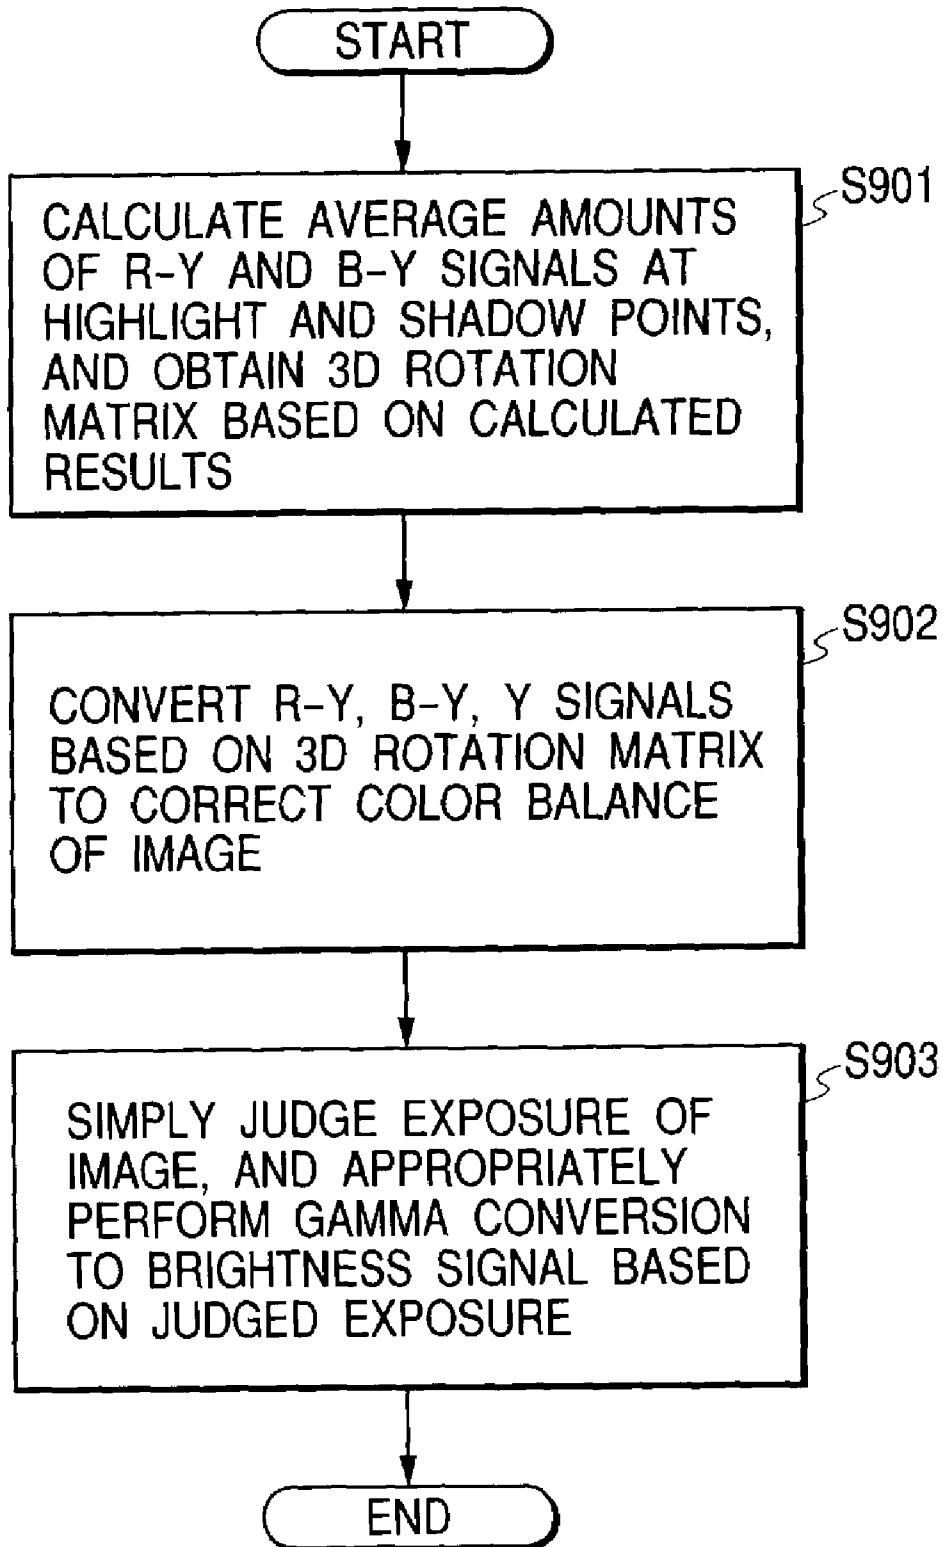 START
S901
CALCULATE AVERAGE AMOUNTS
OF R-Y AND B-Y SIGNALS AT
HIGHLIGHT AND SHADOW POINTS,
AND OBTAIN 3D ROTATION
MATRIX BASED ON CALCULATED
RESULTS
S902
CONVERT R-Y, B-Y, Y SIGNALS
BASED ON 3D ROTATION MATRIX
TO CORRECT COLOR BALANCE
OF IMAGE
S903
SIMPLY JUDGE EXPOSURE OF
IMAGE, AND APPROPRIATELY
PERFORM GAMMA CONVERSION
TO BRIGHTNESS SIGNAL BASED
ON JUDGED EXPOSURE
END